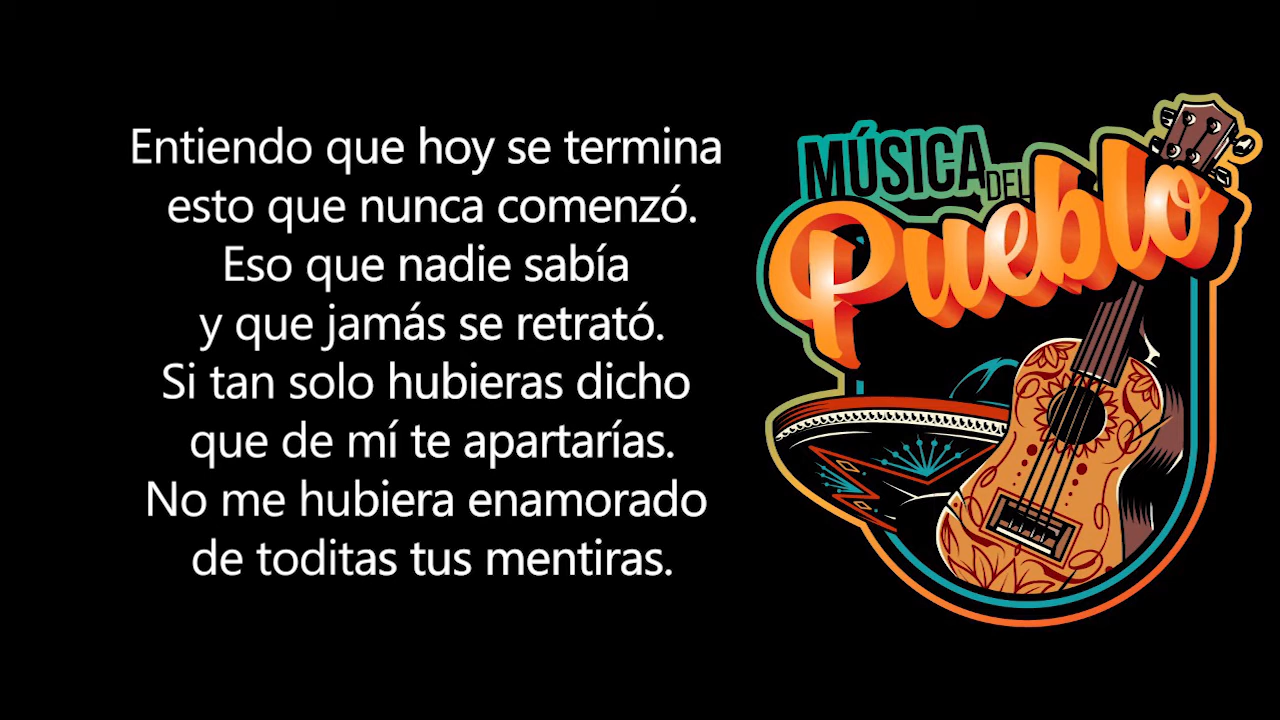 Entiendo que hoy se termina
esto que nunca comenzó.
Eso que nadie sabía
y que jamás se retrató.
Si tan solo hubieras dicho
que de mí te apartarías.
No me hubiera enamorado
de toditas tus mentiras.
MÚSICA DEL
Pueblo